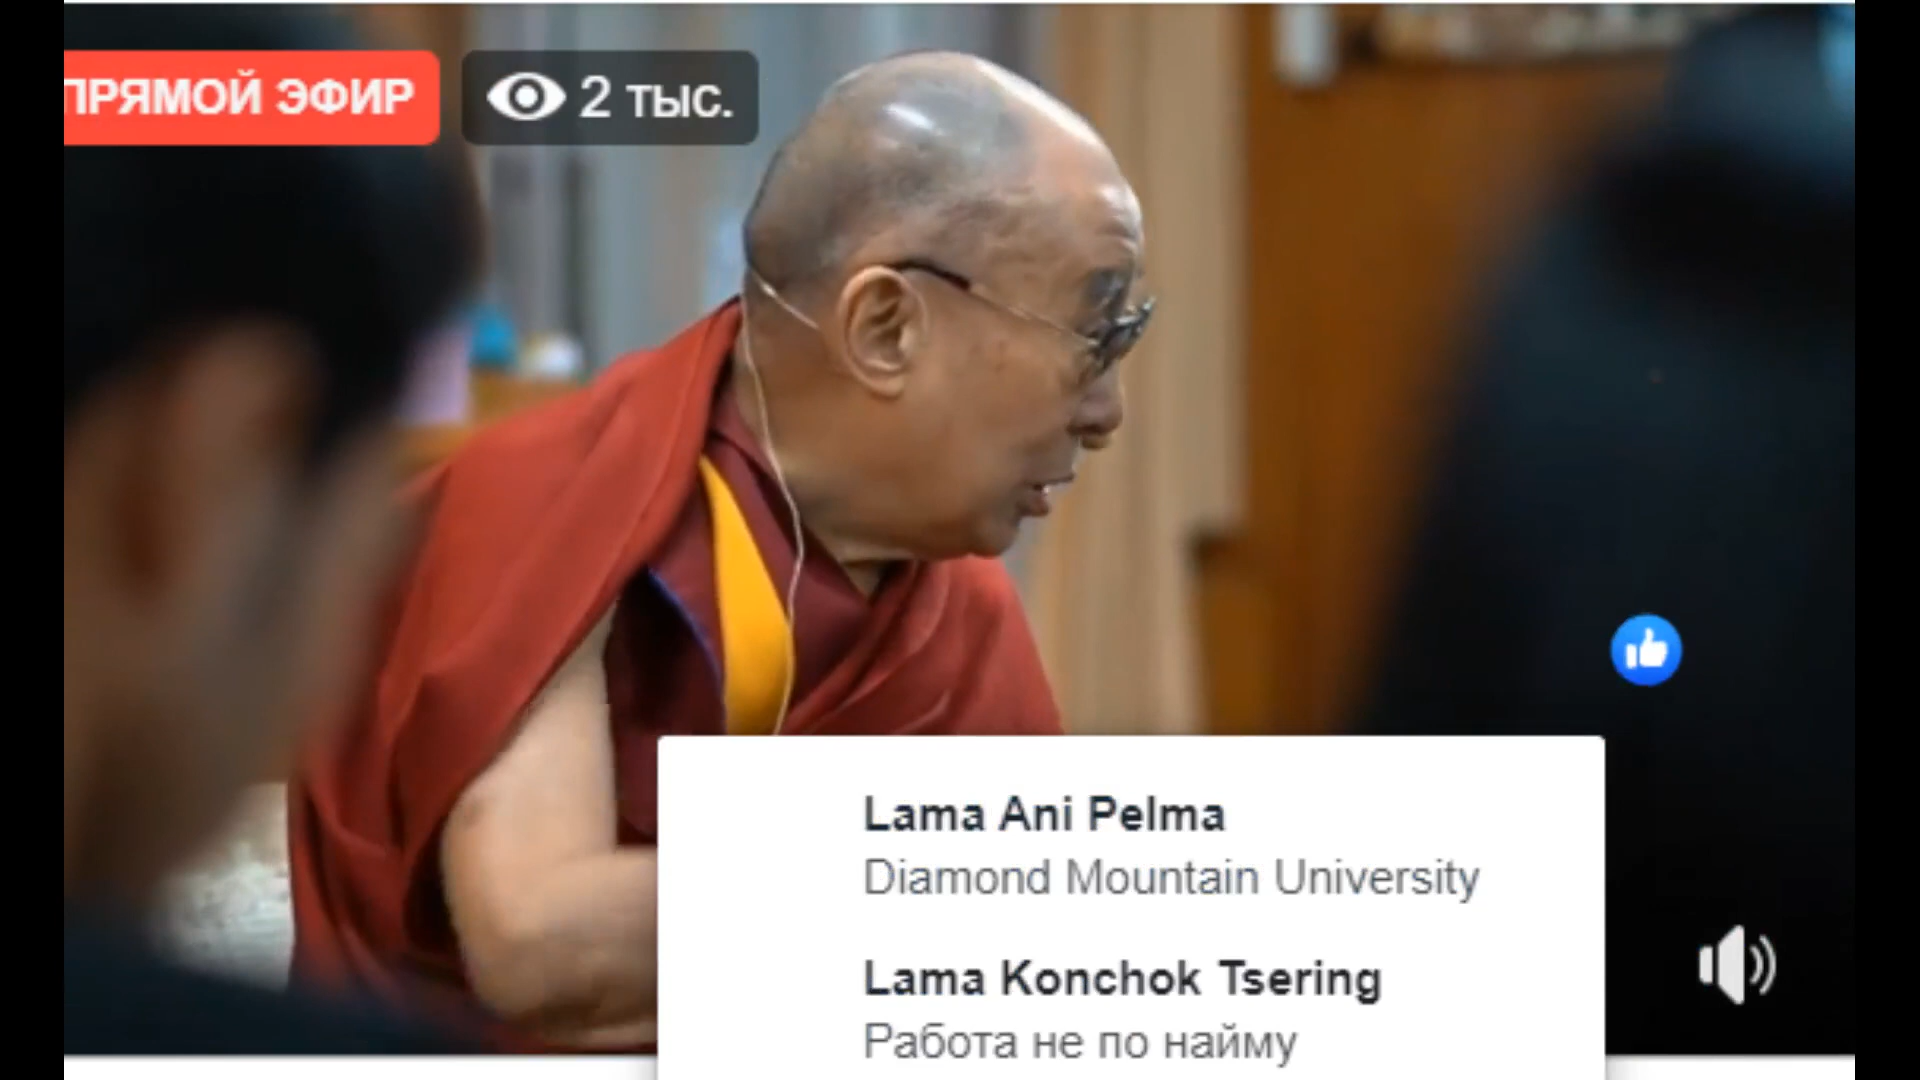 ПРЯМОЙ ЭФИР
2 тыс.
Lama Ani Pelma
Diamond Mountain University
Lama Konchok Tsering
Работа не по найму